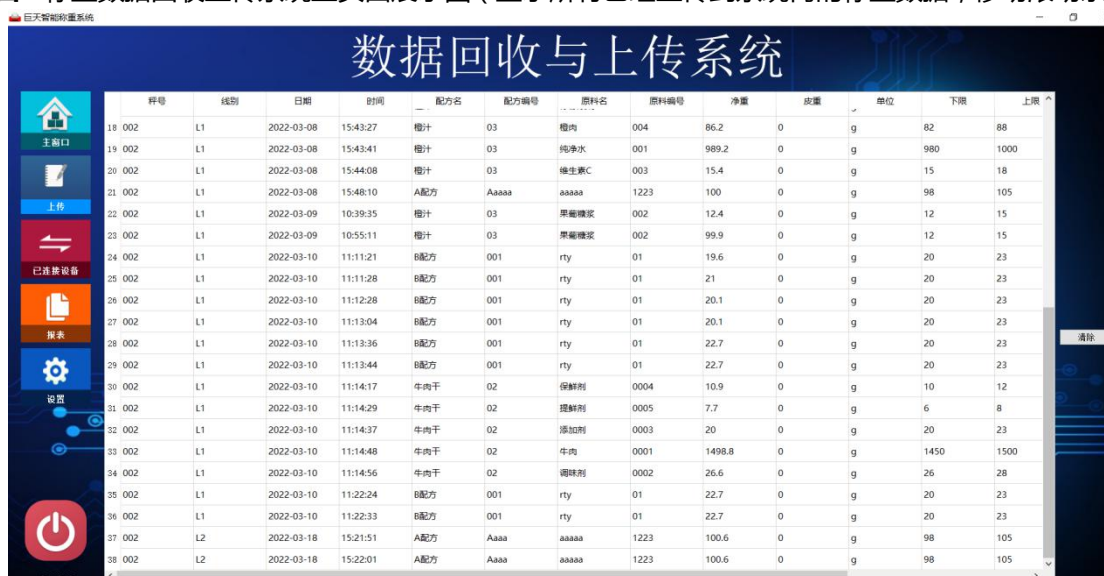 巨天智能称重系统
数据回收与上传系统
秤号 线别 日期 时间 配方名 配方编号 原料名 原料编号 净重 皮重 单位 下限 上限
18 002 L1 2022-03-08 15:43:27 橙汁 03 橙肉 004 86.2 0 g 82 88
主窗口
19 002 L1 2022-03-08 15:43:41 橙汁 03 纯净水 001 989.2 0 g 980 1000
20 002 L1 2022-03-08 15:44:08 橙汁 03 维生素C 003 15.4 0 g 15 18
21 002 L1 2022-03-08 15:48:10 A配方 Aaaaa aaaaa 1223 100 0 g 98 105
上传
22 002 L1 2022-03-09 10:39:35 橙汁 03 果葡糖浆 002 12.4 0 g 12 15
23 002 L1 2022-03-09 10:55:11 橙汁 03 果葡糖浆 002 99.9 0 g 12 15
24 002 L1 2022-03-10 11:11:21 B配方 001 rty 01 19.6 0 g 20 23
已连接设备
25 002 L1 2022-03-10 11:11:28 B配方 001 rty 01 21 0 g 20 23
26 002 L1 2022-03-10 11:12:28 B配方 001 rty 01 20.1 0 g 20 23
27 002 L1 2022-03-10 11:13:04 B配方 001 rty 01 20.1 0 g 20 23
报表
清除
28 002 L1 2022-03-10 11:13:36 B配方 001 rty 01 22.7 0 g 20 23
29 002 L1 2022-03-10 11:13:44 B配方 001 rty 01 22.7 0 g 20 23
30 002 L1 2022-03-10 11:14:17 牛肉干 02 保鲜剂 0004 10.9 0 g 10 12
设置
31 002 L1 2022-03-10 11:14:29 牛肉干 02 提鲜剂 0005 7.7 0 g 6 8
32 002 L1 2022-03-10 11:14:37 牛肉干 02 添加剂 0003 20 0 g 20 23
33 002 L1 2022-03-10 11:14:48 牛肉干 02 牛肉 0001 1498.8 0 g 1450 1500
34 002 L1 2022-03-10 11:14:56 牛肉干 02 调味剂 0002 26.6 0 g 26 28
35 002 L1 2022-03-10 11:22:24 B配方 001 rty 01 22.7 0 g 20 23
36 002 L1 2022-03-10 11:22:33 B配方 001 rty 01 22.7 0 g 20 23
37 002 L2 2022-03-18 15:21:51 A配方 Aaaa aaaaa 1223 100.6 0 g 98 105
38 002 L2 2022-03-18 15:22:01 A配方 Aaaa aaaaa 1223 100.6 0 g 98 105